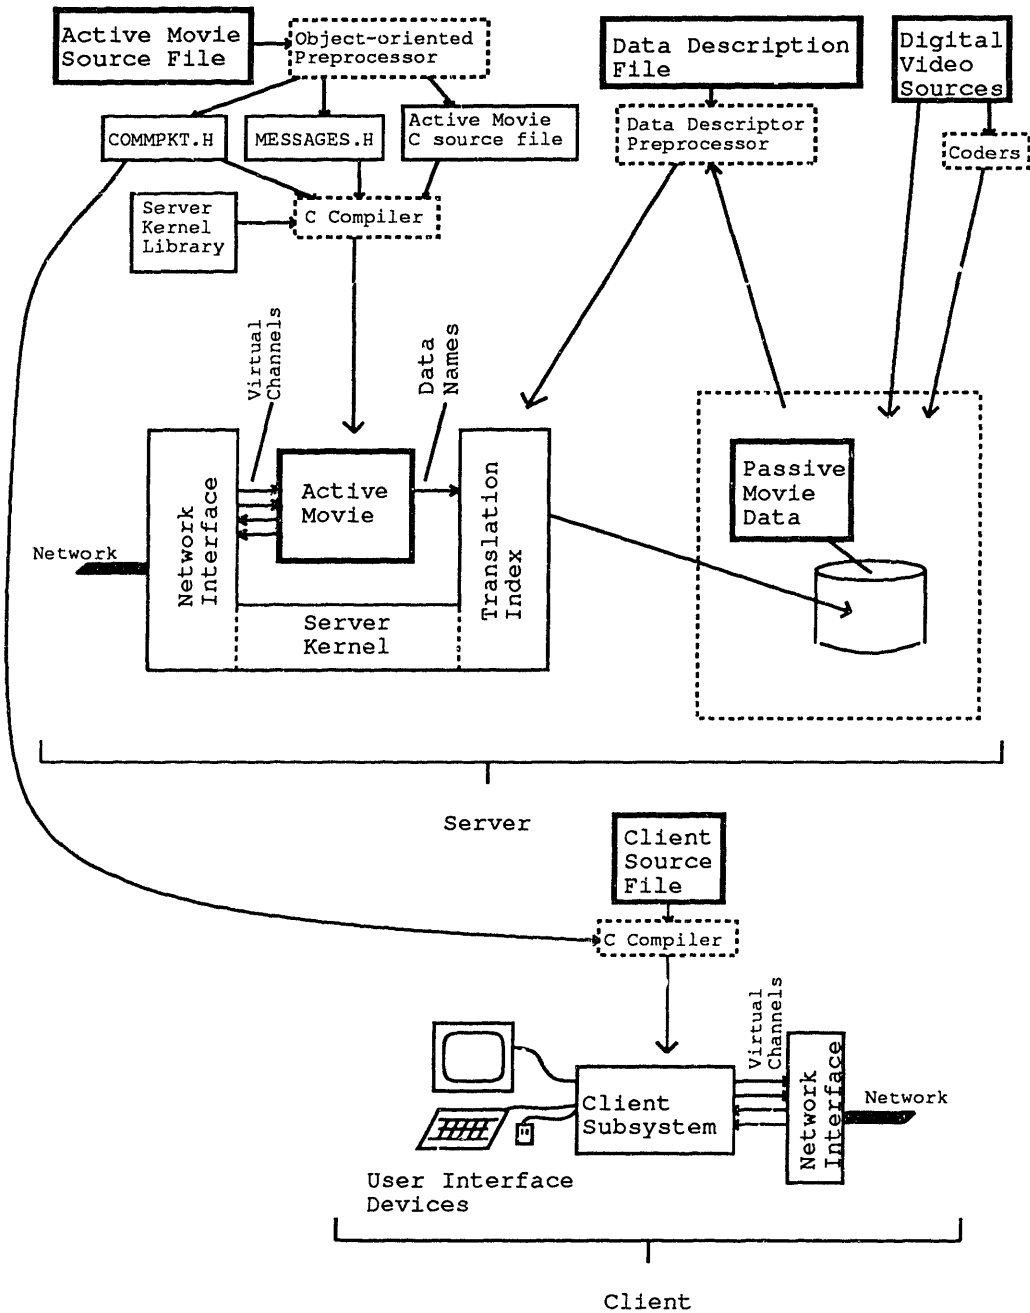 Active Movie
Source File
Object-oriented
Preprocessor
Data Description
File
Digital
Video
Sources
COMMPKT.H
MESSAGES.H
Active Movie
C source file
Data Descriptor
Preprocessor
Coders
Server
Kernel
Library
C Compiler
Virtual
Channels
Data
Names
Network
Network
Interface
Active
Movie
Translation
Index
Server
Kernel
Passive
Movie
Data
Server
Client
Source
File
C Compiler
Virtual
Channels
Client
Subsystem
Network
Interface
Network
User Interface
Devices
Client